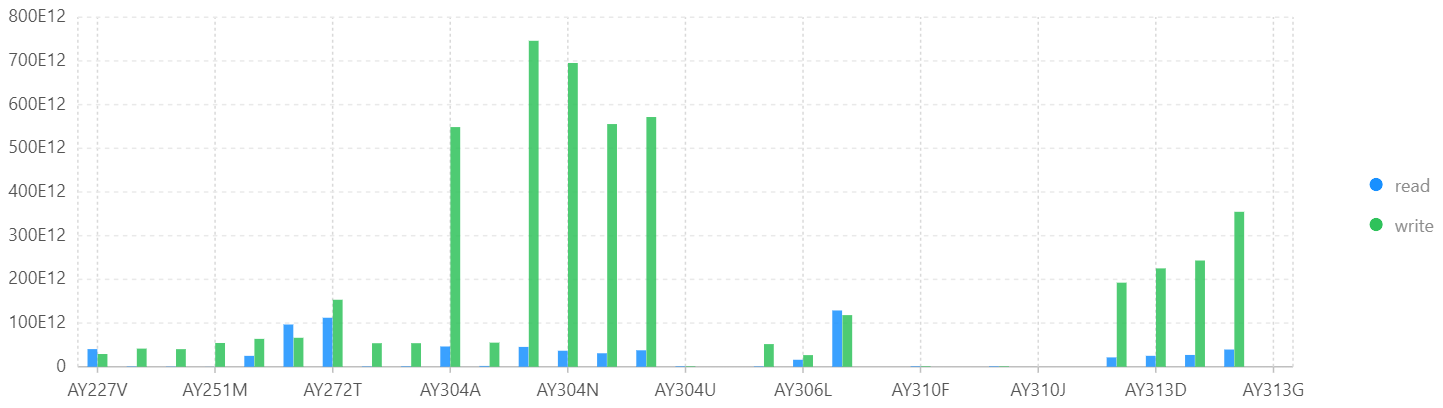 800E12
700E12
600E12
500E12
400E12
300E12
200E12
100E12
0
AY227V AY251M AY272T AY304A AY304N AY304U AY306L AY310F AY310J AY313D AY313G
read
write